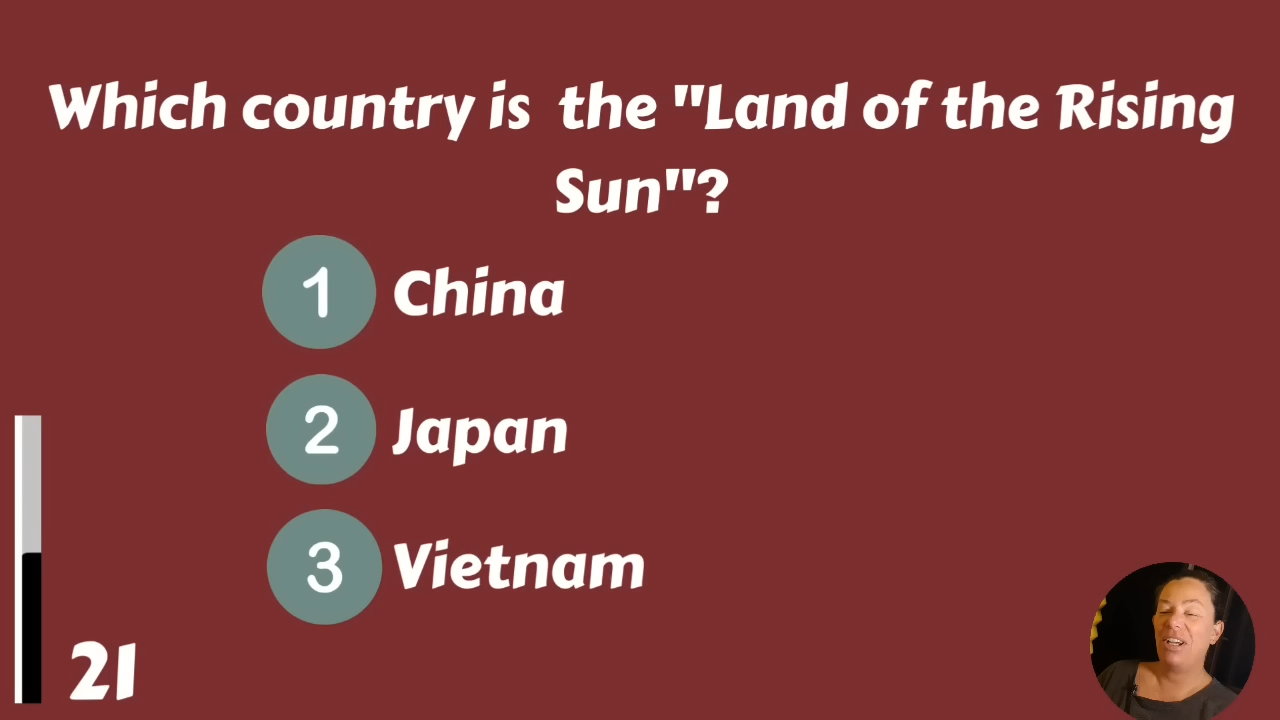 Which country is the "Land of the Rising
Sun"?
1 China
2 Japan
3 Vietnam
21